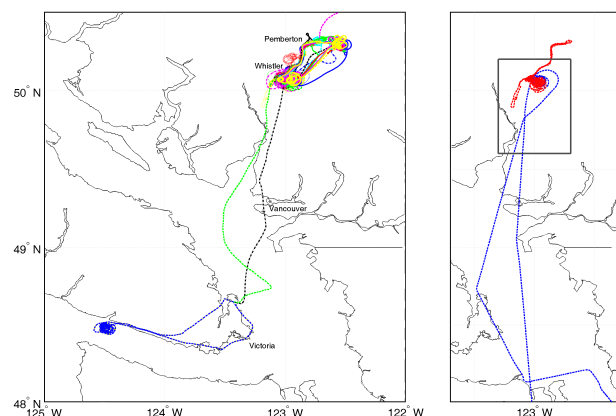 Pemberton
Whistler
50° N
Vancouver
49° N
Victoria
48° N
125° W
124° W
123° W
122° W
123° W